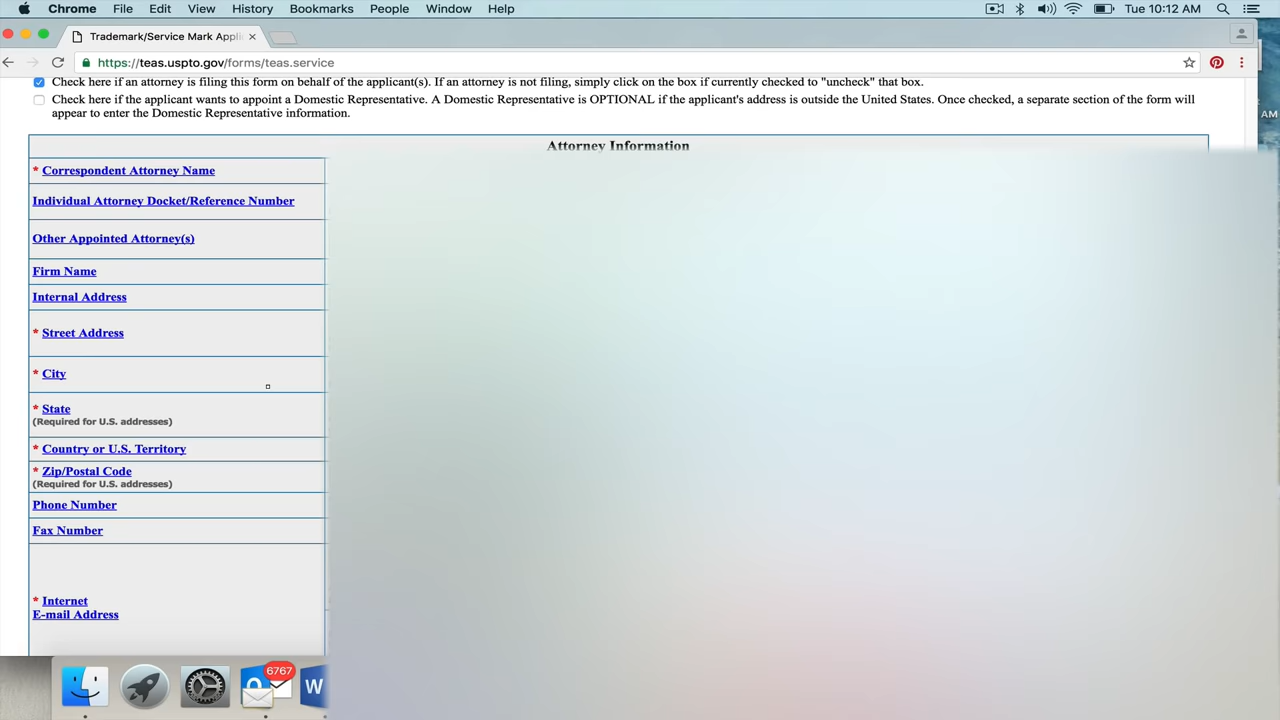 Chrome File Edit View History Bookmarks People Window Help Tue 10:12 AM
Trademark/Service Mark Appli
https://teas.uspto.gov/forms/teas.service
Check here if an attorney is filing this form on behalf of the applicant(s). If an attorney is not filing, simply click on the box if currently checked to "uncheck" that box.
Check here if the applicant wants to appoint a Domestic Representative. A Domestic Representative is OPTIONAL if the applicant's address is outside the United States. Once checked, a separate section of the form will
AM
appear to enter the Domestic Representative information.
Attorney Information
* Correspondent Attorney Name
Individual Attorney Docket/Reference Number
Other Appointed Attorney(s)
Firm Name
Internal Address
* Street Address
* City
* State
(Required for U.S. addresses)
* Country or U.S. Territory
* Zip/Postal Code
(Required for U.S. addresses)
Phone Number
Fax Number
* Internet
E-mail Address
6767
O
W